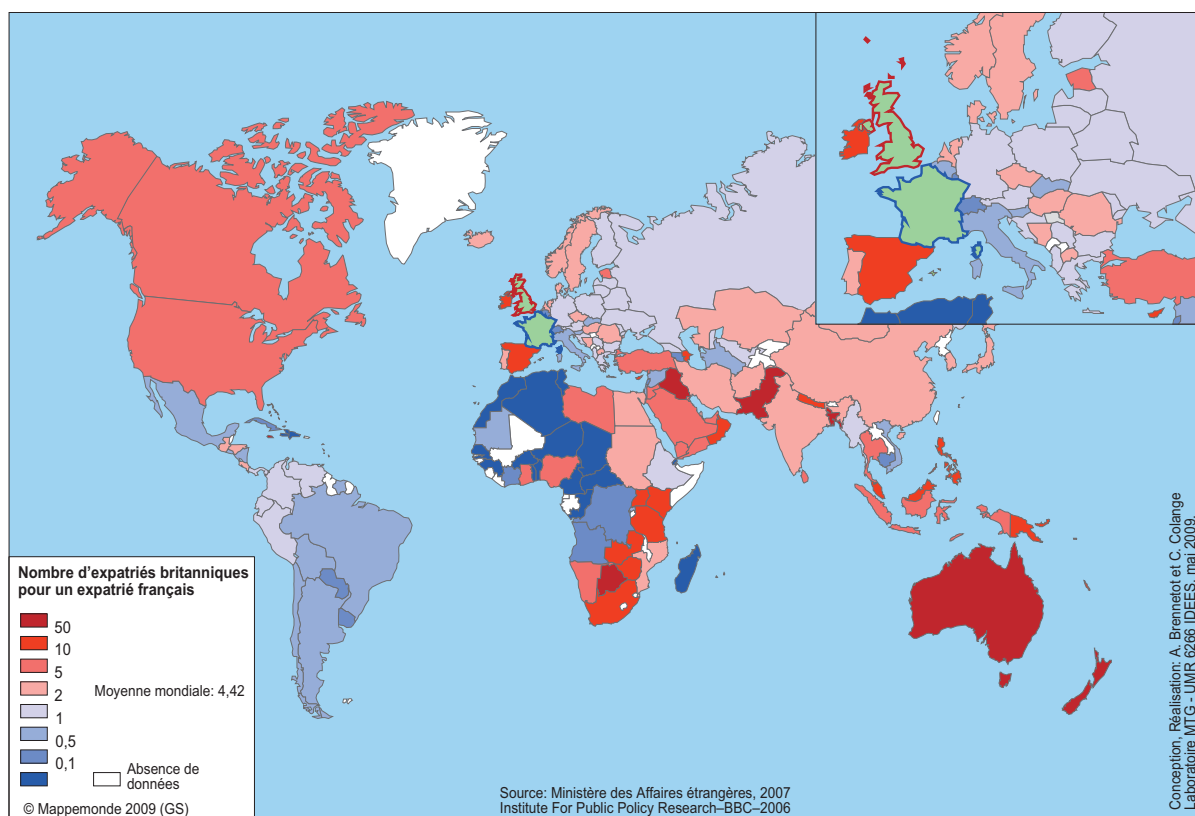 Nombre d'expatriés britanniques
pour un expatrié français
50
10
5
2
Moyenne mondiale: 4,42
1
0,5
0,1
Absence de
données
© Mappemonde 2009 (GS)
Source: Ministère des Affaires étrangères, 2007
Institute For Public Policy Research–BBC–2006
Conception, Réalisation: A. Brennetot et C. Colange
Laboratoire MTG - UMR 6266 IDEES, mai 2009.